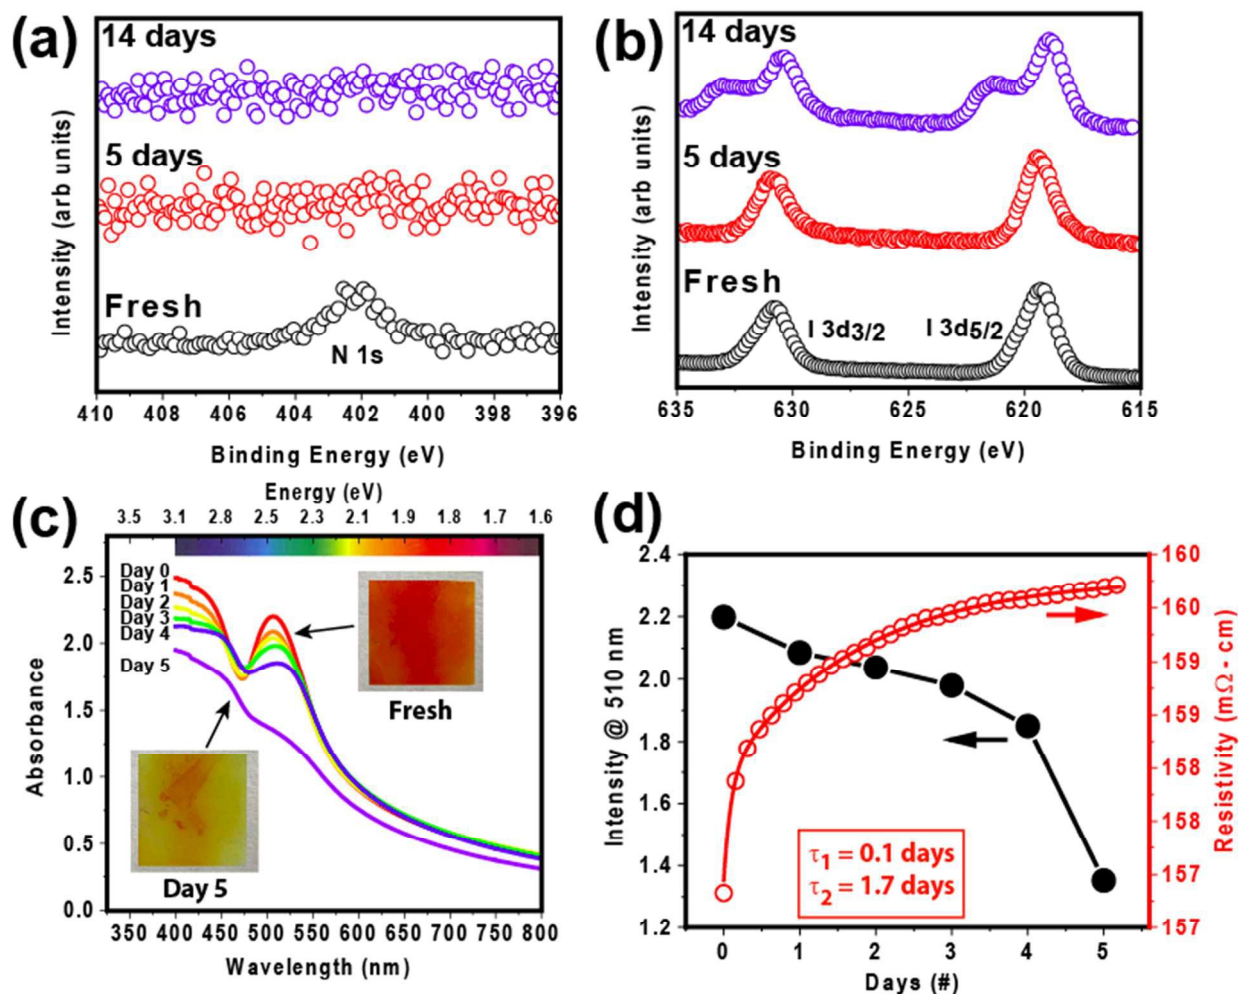 (a)
14 days
5 days
Fresh
N 1s
Intensity (arb units)
410 408 406 404 402 400 398 396
Binding Energy (eV)
(b)
14 days
5 days
Fresh
I 3d3/2
I 3d5/2
Intensity (arb units)
635 630 625 620 615
Binding Energy (eV)
(c)
Energy (eV)
3.5 3.1 2.8 2.5 2.3 2.1 1.9 1.8 1.7 1.6
Day 0
Day 1
Day 2
Day 3
Day 4
Day 5
Fresh
Day 5
Absorbance
2.5
2.0
1.5
1.0
0.5
0.0
350 400 450 500 550 600 650 700 750 800
Wavelength (nm)
(d)
Intensity @ 510 nm
2.4
2.2
2.0
1.8
1.6
1.4
1.2
τ1 = 0.1 days
τ2 = 1.7 days
160
160
159
159
158
158
157
157
Resistivity (mΩ - cm)
0 1 2 3 4 5
Days (#)